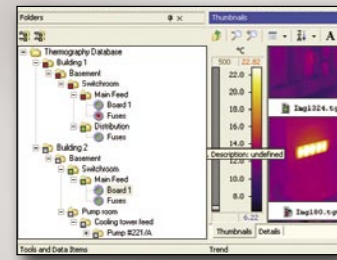 Folders
Thumbnails
Thermography Database
Building 1
Basement
Switchroom
Main Feed
Board 1
Fuses
Distribution
Fuses
Building 2
Basement
Switchroom
Main Feed
Board 1
Fuses
Pump room
Cooling tower feed
Pump #221/A
Tools and Data Items
A
°C
500
22.82
22.0
20.0
18.0
16.0
14.0
. Description: undefined
10.0
8.0
6.22
Img1324.tg
Img180.tg
Thumbnails
Details
Trend